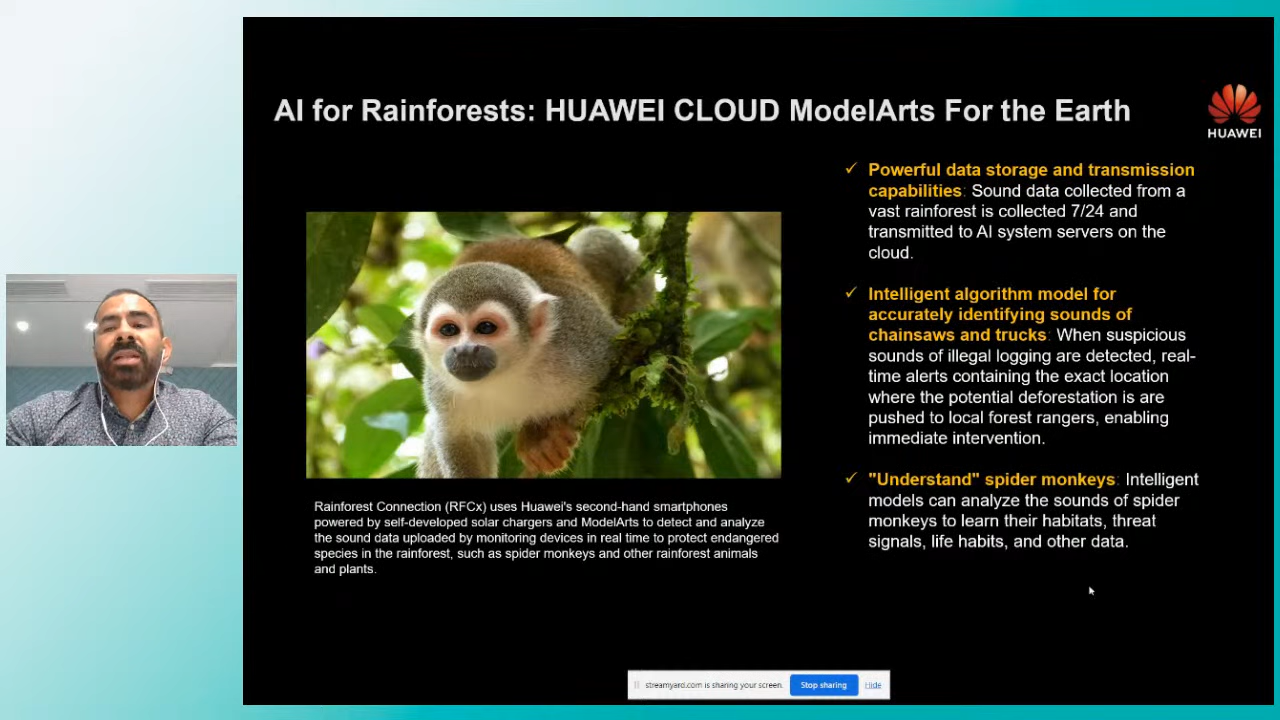 AI for Rainforests: HUAWEI CLOUD ModelArts For the Earth
HUAWEI
✓ Powerful data storage and transmission
capabilities: Sound data collected from a
vast rainforest is collected 7/24 and
transmitted to AI system servers on the
cloud.
✓ Intelligent algorithm model for
accurately identifying sounds of
chainsaws and trucks: When suspicious
sounds of illegal logging are detected, real-
time alerts containing the exact location
where the potential deforestation is are
pushed to local forest rangers, enabling
immediate intervention.
✓ "Understand" spider monkeys: Intelligent
models can analyze the sounds of spider
monkeys to learn their habitats, threat
signals, life habits, and other data.
Rainforest Connection (RFCx) uses Huawei's second-hand smartphones
powered by self-developed solar chargers and ModelArts to detect and analyze
the sound data uploaded by monitoring devices in real time to protect endangered
species in the rainforest, such as spider monkeys and other rainforest animals
and plants.
streamyard.com is sharing your screen. Stop sharing Hide